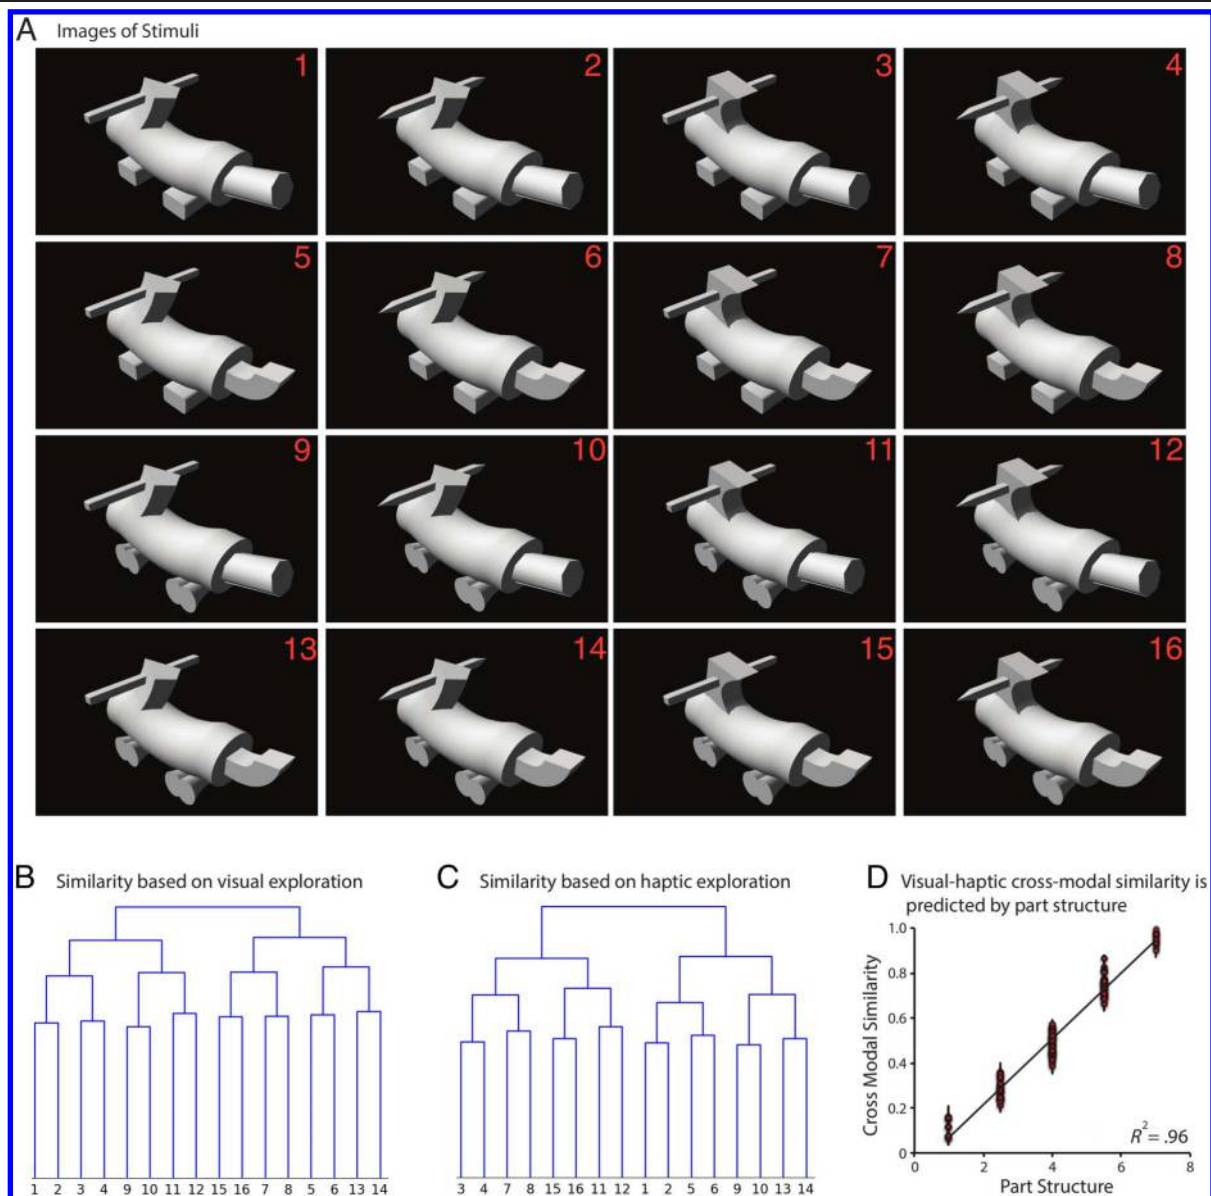 A Images of Stimuli
1 2 3 4
5 6 7 8
9 10 11 12
13 14 15 16
B Similarity based on visual exploration
1 2 3 4 9 10 11 12 15 16 7 8 5 6 13 14
C Similarity based on haptic exploration
3 4 7 8 15 16 11 12 1 2 5 6 9 10 13 14
D Visual-haptic cross-modal similarity is
predicted by part structure
Cross Modal Similarity
1.0
0.8
0.6
0.4
0.2
0
R² = .96
0 2 4 6 8
Part Structure